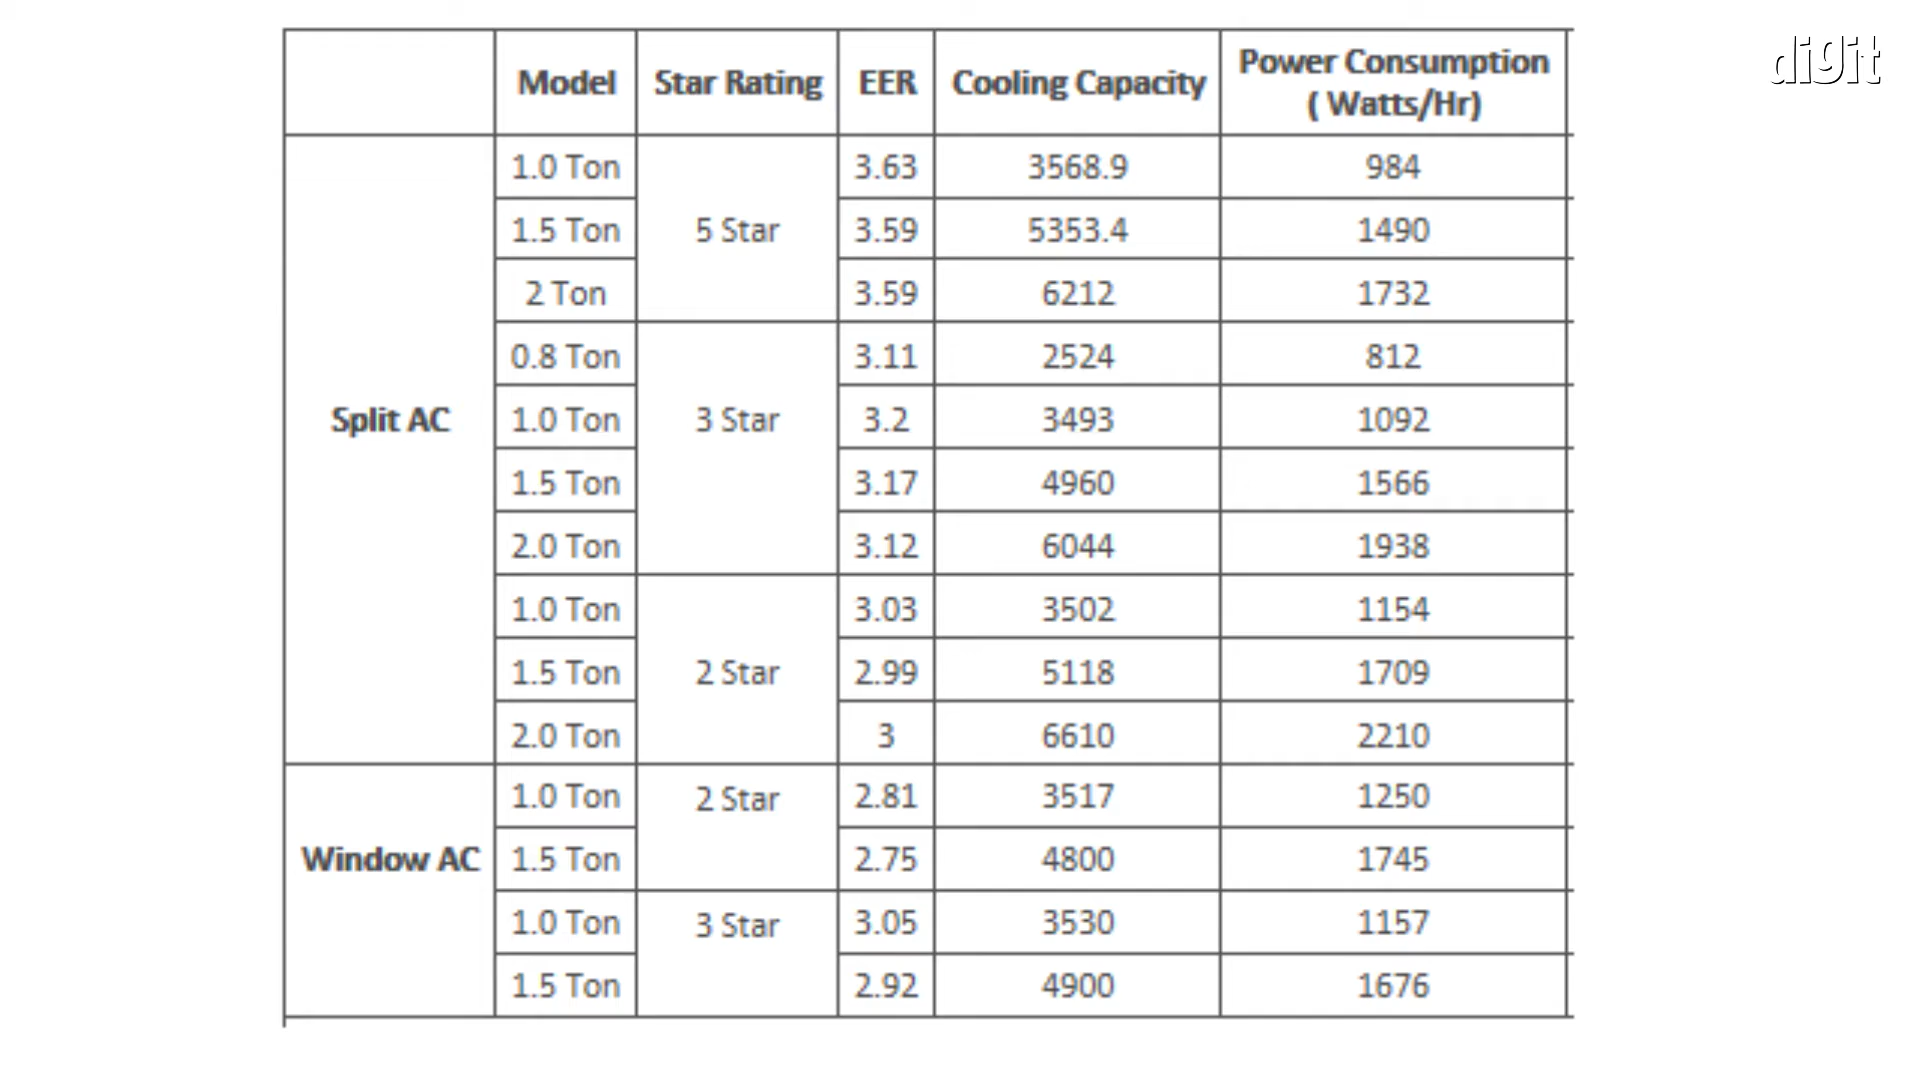 digit
Model Star Rating EER Cooling Capacity Power Consumption
( Watts/Hr)
1.0 Ton 3.63 3568.9 984
1.5 Ton 5 Star 3.59 5353.4 1490
2 Ton 3.59 6212 1732
0.8 Ton 3.11 2524 812
Split AC 1.0 Ton 3 Star 3.2 3493 1092
1.5 Ton 3.17 4960 1566
2.0 Ton 3.12 6044 1938
1.0 Ton 3.03 3502 1154
1.5 Ton 2 Star 2.99 5118 1709
2.0 Ton 3 6610 2210
1.0 Ton 2 Star 2.81 3517 1250
Window AC 1.5 Ton 2.75 4800 1745
1.0 Ton 3 Star 3.05 3530 1157
1.5 Ton 2.92 4900 1676